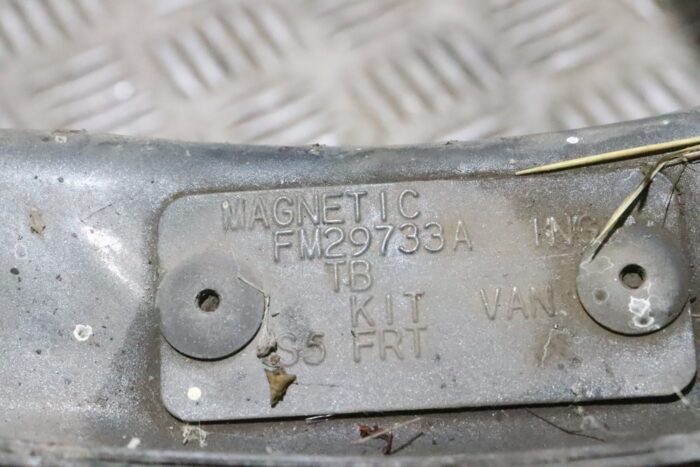 MAGNETIC
FM29733A ING
TB
KIT VAN
S5 FRT